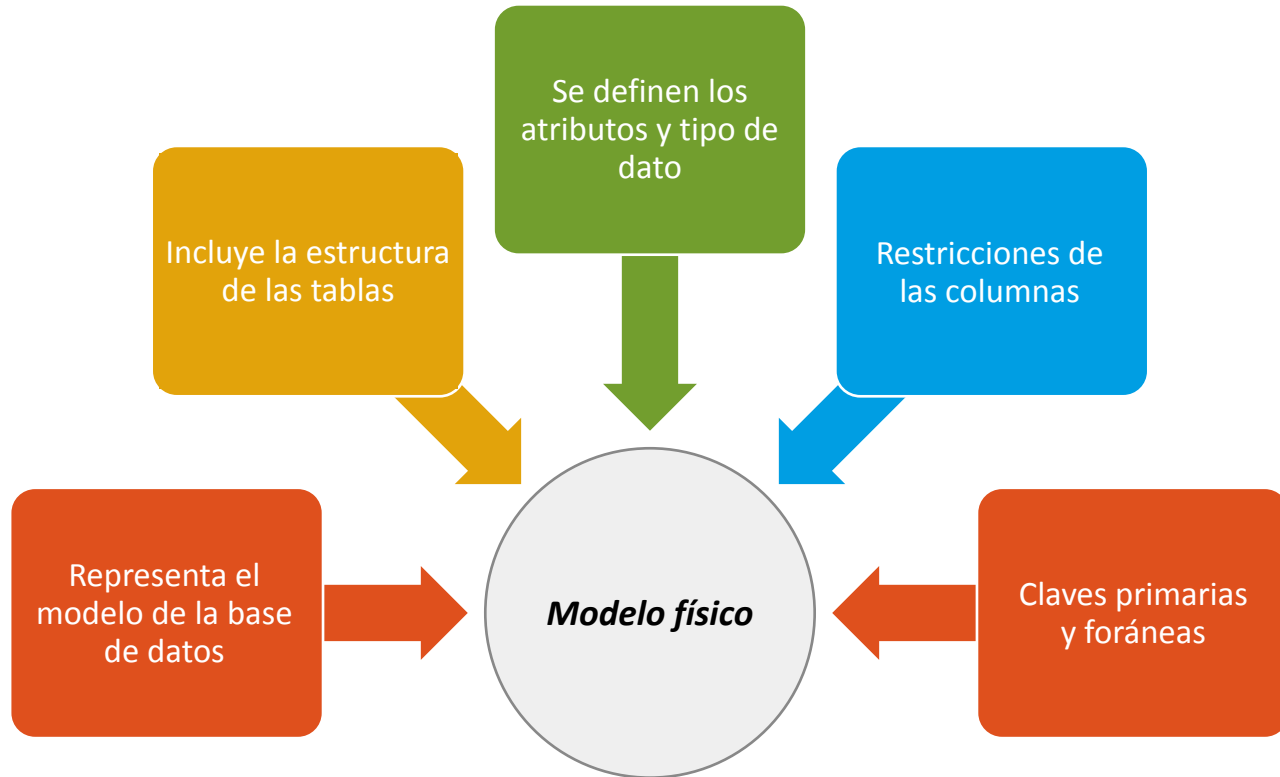 Se definen los
atributos y tipo de
dato
Incluye la estructura
de las tablas
Restricciones de
las columnas
Representa el
modelo de la base
de datos
Modelo físico
Claves primarias
y foráneas